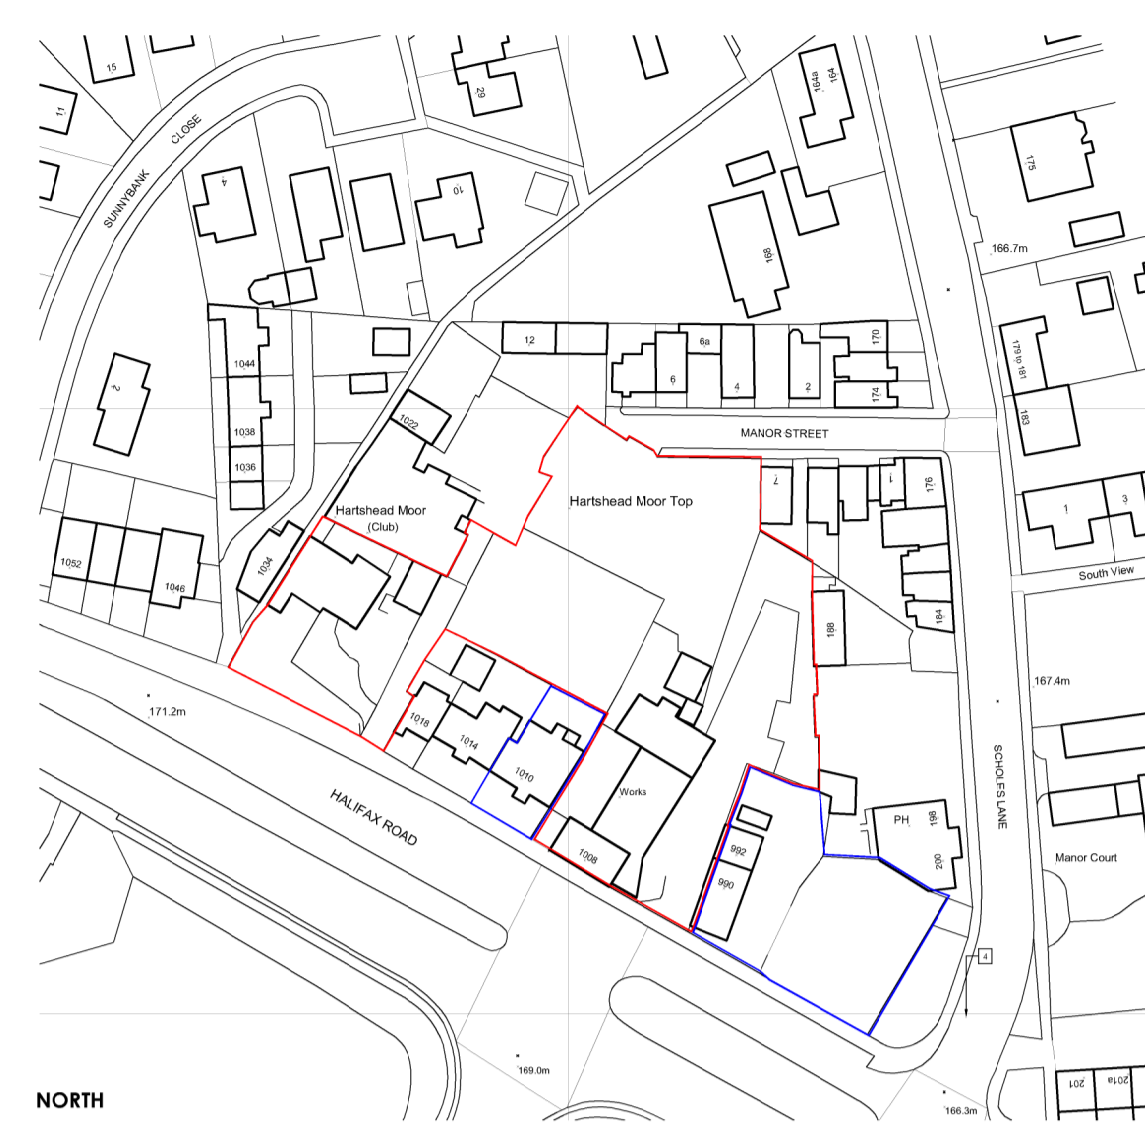 15
11
29
164a
164
CLOSE
SUNNYBANK
4
10
175
168
166.7m
12
6a
170
6
4
2
174
179 to 181
183
1044
2
1038
1022
MANOR STREET
1036
7
1
176
1
3
Hartshead Moor Top
Hartshead Moor
(Club)
1034
1052
1046
South View
184
188
167.4m
171.2m
1018
1014
1010
Works
SCHOLES LANE
HALIFAX ROAD
PH
198
200
1008
992
990
Manor Court
4
169.0m
NORTH
166.3m
201
201a